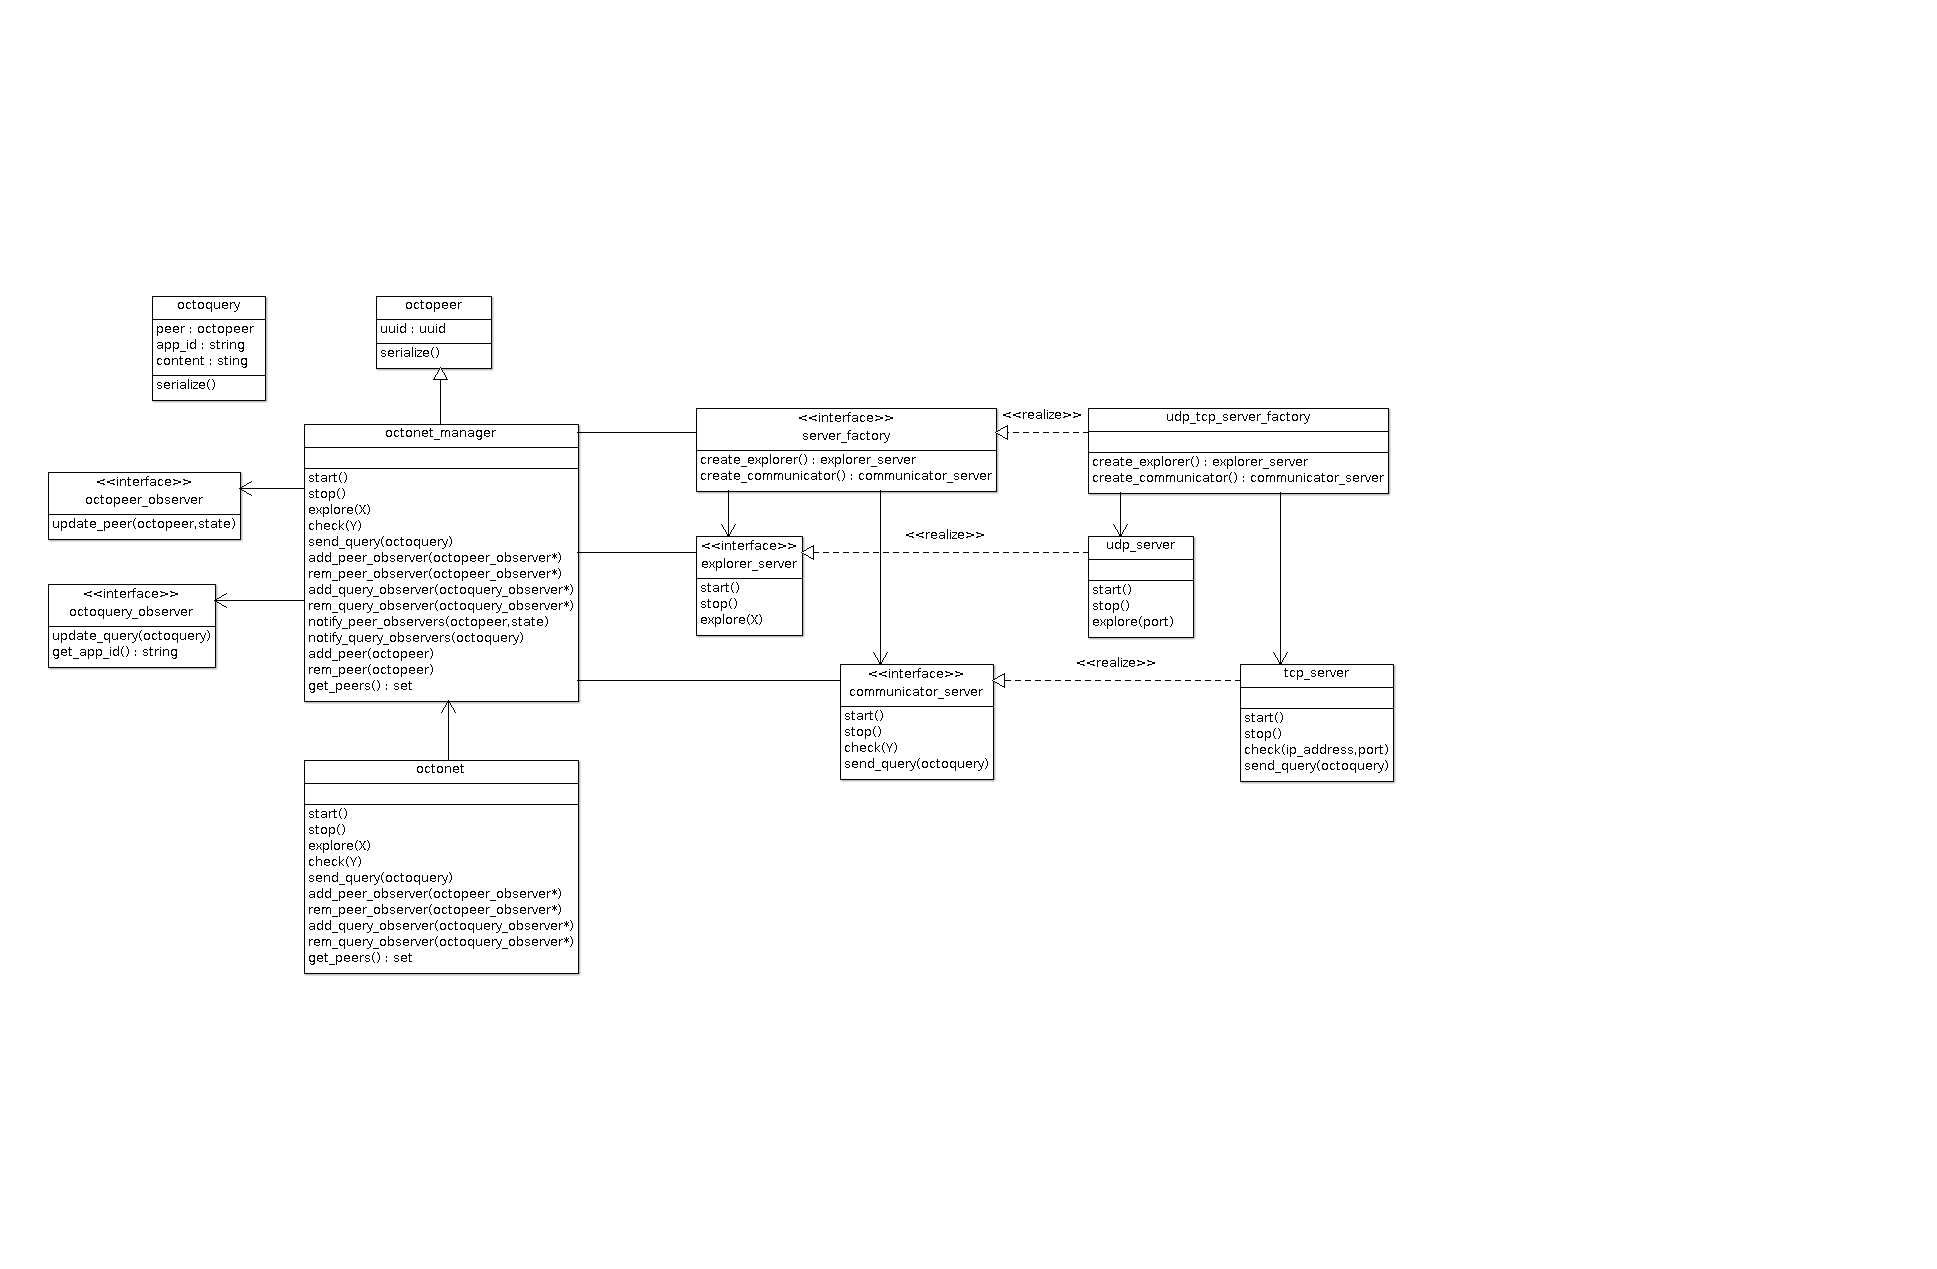 octoquery
peer : octopeer
app_id : string
content : sting
serialize()
octopeer
uuid : uuid
serialize()
octonet_manager
start()
stop()
explore(X)
check(Y)
send_query(octoquery)
add_peer_observer(octopeer_observer*)
rem_peer_observer(octopeer_observer*)
add_query_observer(octoquery_observer*)
rem_query_observer(octoquery_observer*)
notify_peer_observers(octopeer,state)
notify_query_observers(octoquery)
add_peer(octopeer)
rem_peer(octopeer)
get_peers() : set
<<interface>>
octopeer_observer
update_peer(octopeer,state)
<<interface>>
octoquery_observer
update_query(octoquery)
get_app_id() : string
octonet
start()
stop()
explore(X)
check(Y)
send_query(octoquery)
add_peer_observer(octopeer_observer*)
rem_peer_observer(octopeer_observer*)
add_query_observer(octoquery_observer*)
rem_query_observer(octoquery_observer*)
get_peers() : set
<<interface>>
server_factory
create_explorer() : explorer_server
create_communicator() : communicator_server
<<realize>>
udp_tcp_server_factory
create_explorer() : explorer_server
create_communicator() : communicator_server
<<interface>>
explorer_server
start()
stop()
explore(X)
<<realize>>
udp_server
start()
stop()
explore(port)
<<interface>>
communicator_server
start()
stop()
check(Y)
send_query(octoquery)
<<realize>>
tcp_server
start()
stop()
check(ip_address,port)
send_query(octoquery)